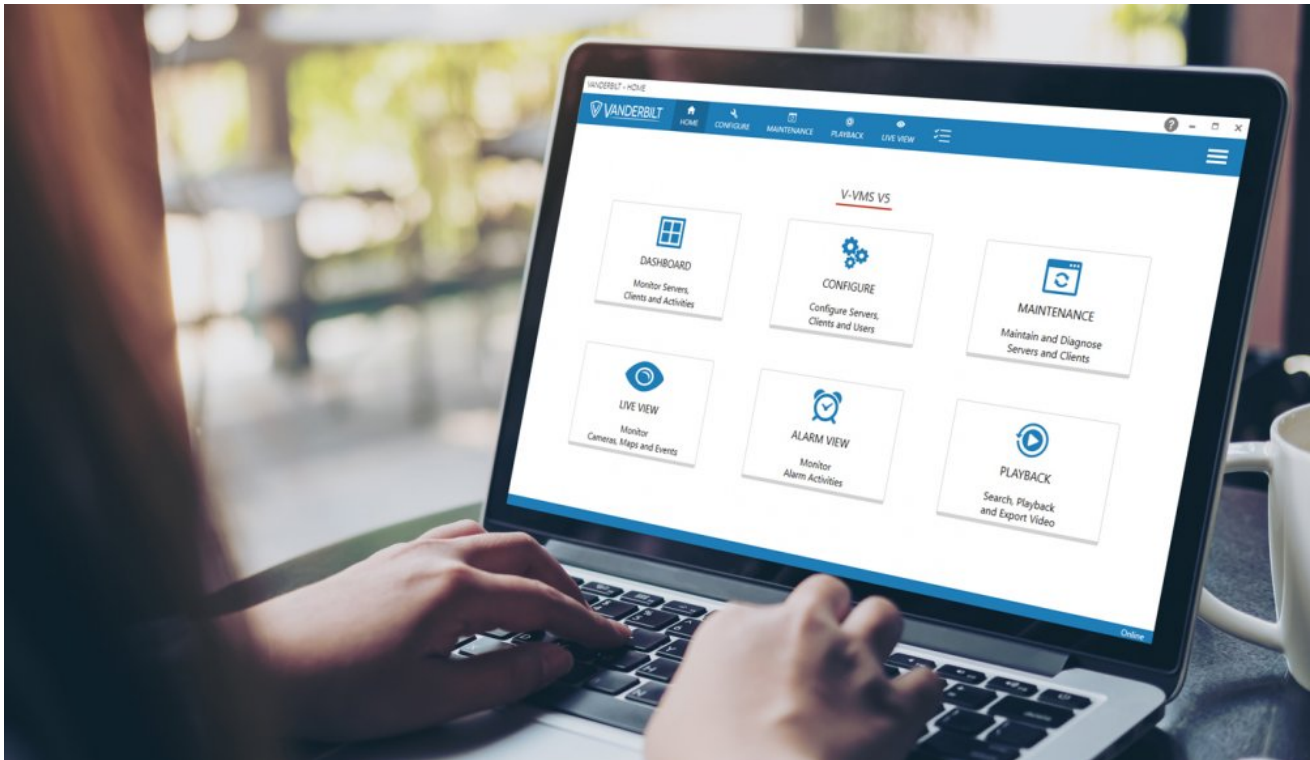 VANDERBILT - HOME
VANDERBILT
HOME
CONFIGURE
MAINTENANCE
PLAYBACK
LIVE VIEW
V-VMS V5
DASHBOARD
Monitor Servers,
Clients and Activities
CONFIGURE
Configure Servers,
Clients and Users
MAINTENANCE
Maintain and Diagnose
Servers and Clients
LIVE VIEW
Monitor
Cameras, Maps and Events
ALARM VIEW
Monitor
Alarm Activities
PLAYBACK
Search, Playback
and Export Video
Online